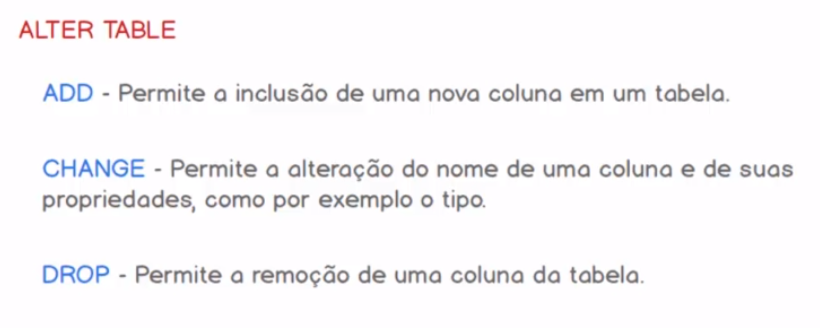 ALTER TABLE
ADD - Permite a inclusão de uma nova coluna em um tabela.
CHANGE - Permite a alteração do nome de uma coluna e de suas
propriedades, como por exemplo o tipo.
DROP - Permite a remoção de uma coluna da tabela.